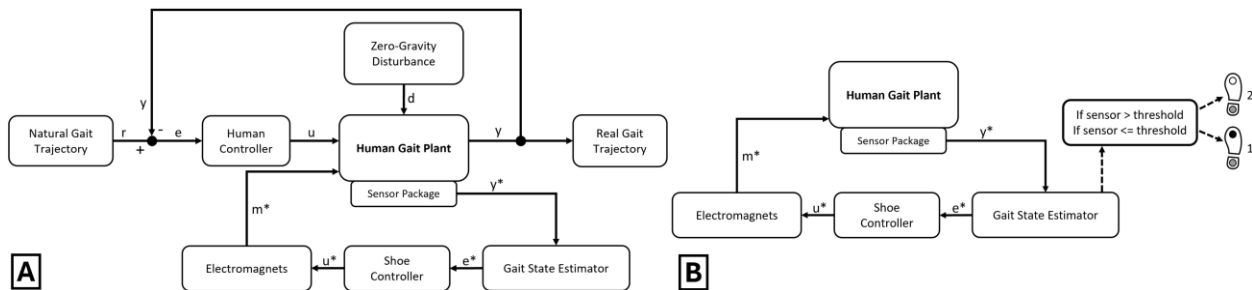 Zero-Gravity
Disturbance
d
y
Natural Gait
Trajectory
r
+
-
e
Human
Controller
u
Human Gait Plant
y
Real Gait
Trajectory
Sensor Package
y*
m*
Electromagnets
u*
Shoe
Controller
e*
Gait State Estimator
A
Human Gait Plant
Sensor Package
y*
m*
If sensor > threshold
If sensor <= threshold
2
1
Electromagnets
u*
Shoe
Controller
e*
Gait State Estimator
B